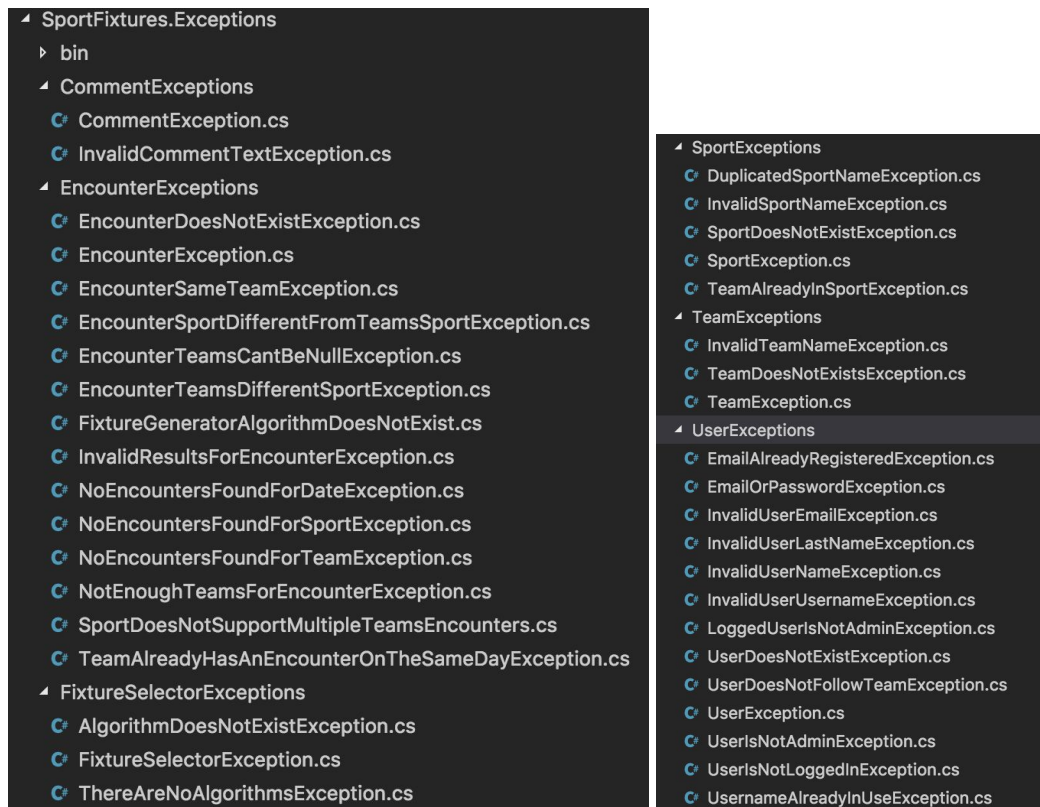 SportFixtures.Exceptions
bin
CommentExceptions
C# CommentException.cs
C# InvalidCommentTextException.cs
EncounterExceptions
C# EncounterDoesNotExistException.cs
C# EncounterException.cs
C# EncounterSameTeamException.cs
C# EncounterSportDifferentFromTeamsSportException.cs
C# EncounterTeamsCantBeNullException.cs
C# EncounterTeamsDifferentSportException.cs
C# FixtureGeneratorAlgorithmDoesNotExist.cs
C# InvalidResultsForEncounterException.cs
C# NoEncountersFoundForDateException.cs
C# NoEncountersFoundForSportException.cs
C# NoEncountersFoundForTeamException.cs
C# NotEnoughTeamsForEncounterException.cs
C# SportDoesNotSupportMultipleTeamsEncounters.cs
C# TeamAlreadyHasAnEncounterOnTheSameDayException.cs
FixtureSelectorExceptions
C# AlgorithmDoesNotExistException.cs
C# FixtureSelectorException.cs
C# ThereAreNoAlgorithmsException.cs
SportExceptions
C# DuplicatedSportNameException.cs
C# InvalidSportNameException.cs
C# SportDoesNotExistException.cs
C# SportException.cs
C# TeamAlreadyInSportException.cs
TeamExceptions
C# InvalidTeamNameException.cs
C# TeamDoesNotExistsException.cs
C# TeamException.cs
UserExceptions
C# EmailAlreadyRegisteredException.cs
C# EmailOrPasswordException.cs
C# InvalidUserEmailException.cs
C# InvalidUserLastNameException.cs
C# InvalidUserNameException.cs
C# InvalidUserUsernameException.cs
C# LoggedUserIsNotAdminException.cs
C# UserDoesNotExistException.cs
C# UserDoesNotFollowTeamException.cs
C# UserException.cs
C# UserIsNotAdminException.cs
C# UserIsNotLoggedInException.cs
C# UsernameAlreadyInUseException.cs